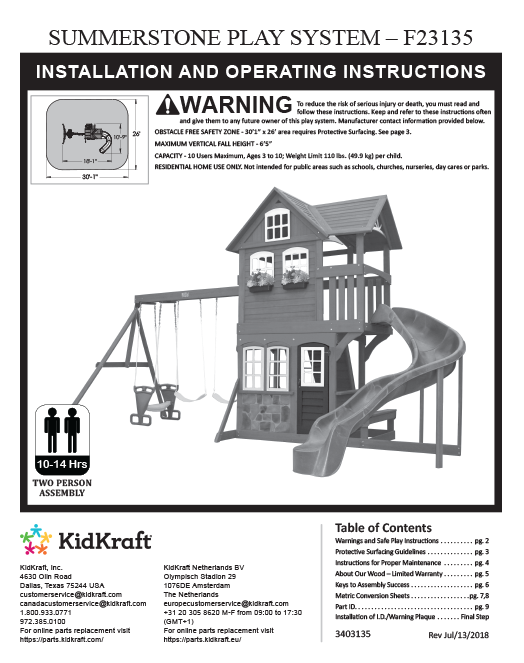 SUMMERSTONE PLAY SYSTEM – F23135
INSTALLATION AND OPERATING INSTRUCTIONS
26'
10'-9"
18'-1"
30'-1"
WARNING
To reduce the risk of serious injury or death, you must read and
follow these instructions. Keep and refer to these instructions often
and give them to any future owner of this play system. Manufacturer contact information provided below.
OBSTACLE FREE SAFETY ZONE - 30'1" x 26' area requires Protective Surfacing. See page 3.
MAXIMUM VERTICAL FALL HEIGHT - 6'5"
CAPACITY - 10 Users Maximum, Ages 3 to 10; Weight Limit 110 lbs. (49.9 kg) per child.
RESIDENTIAL HOME USE ONLY. Not intended for public areas such as schools, churches, nurseries, day cares or parks.
10-14 Hrs
TWO PERSON
ASSEMBLY
KidKraft
KidKraft, Inc.
4630 Olin Road
Dallas, Texas 75244 USA
customerservice@kidkraft.com
canadacustomerservice@kidkraft.com
1.800.933.0771
972.385.0100
For online parts replacement visit
https://parts.kidkraft.com/
KidKraft Netherlands BV
Olympisch Stadion 29
1076DE Amsterdam
The Netherlands
europecustomerservice@kidkraft.com
+31 20 305 8620 M-F from 09:00 to 17:30
(GMT+1)
For online parts replacement visit
https://parts.kidkraft.eu/
Table of Contents
Warnings and Safe Play Instructions . . . . . . . . . . pg. 2
Protective Surfacing Guidelines . . . . . . . . . . . . . . pg. 3
Instructions for Proper Maintenance . . . . . . . . . pg. 4
About Our Wood – Limited Warranty . . . . . . . . . pg. 5
Keys to Assembly Success . . . . . . . . . . . . . . . . . . . pg. 6
Metric Conversion Sheets . . . . . . . . . . . . . . . . . .pg. 7,8
Part ID. . . . . . . . . . . . . . . . . . . . . . . . . . . . . . . . . . . pg. 9
Installation of I.D./Warning Plaque . . . . . . . Final Step
3403135
Rev Jul/13/2018